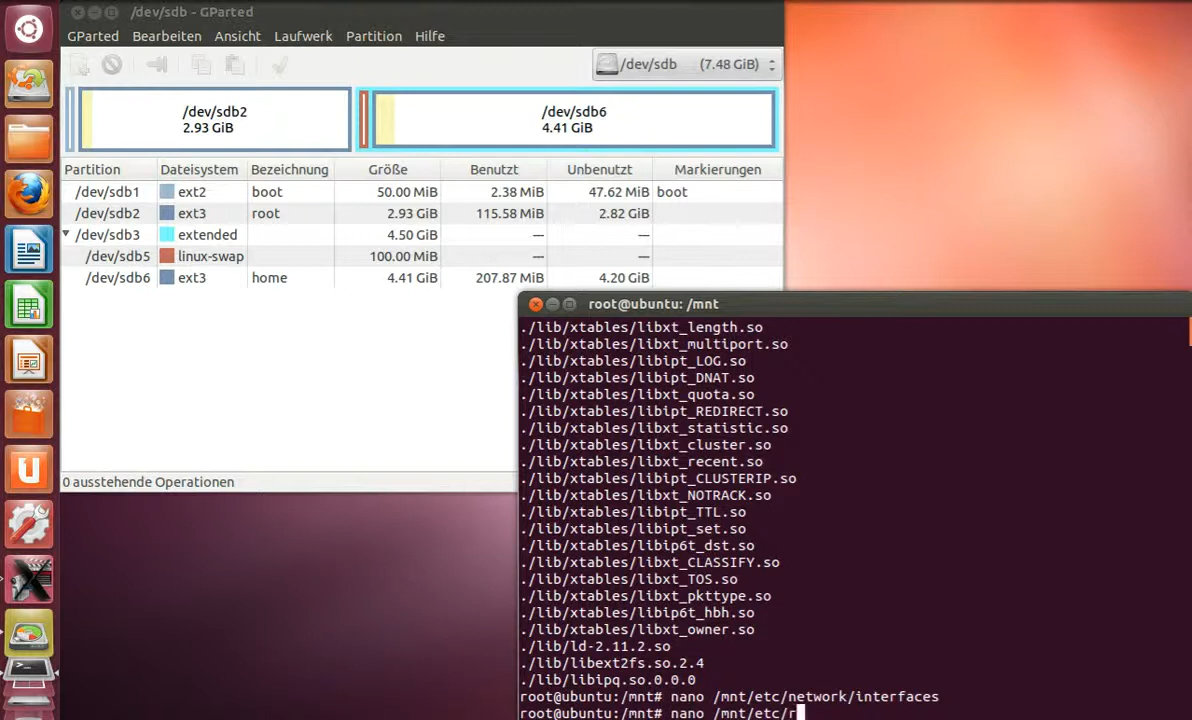 /dev/sdb - GParted
GParted Bearbeiten Ansicht Laufwerk Partition Hilfe
/dev/sdb (7.48 GiB)
/dev/sdb2 /dev/sdb6
2.93 GiB 4.41 GiB
Partition Dateisystem Bezeichnung Größe Benutzt Unbenutzt Markierungen
/dev/sdb1 ext2 boot 50.00 MiB 2.38 MiB 47.62 MiB boot
/dev/sdb2 ext3 root 2.93 GiB 115.58 MiB 2.82 GiB
/dev/sdb3 extended 4.50 GiB — —
/dev/sdb5 linux-swap 100.00 MiB — —
/dev/sdb6 ext3 home 4.41 GiB 207.87 MiB 4.20 GiB
0 ausstehende Operationen
root@ubuntu: /mnt
./lib/xtables/libxt_length.so
./lib/xtables/libxt_multiport.so
./lib/xtables/libipt_LOG.so
./lib/xtables/libipt_DNAT.so
./lib/xtables/libxt_quota.so
./lib/xtables/libipt_REDIRECT.so
./lib/xtables/libxt_statistic.so
./lib/xtables/libxt_cluster.so
./lib/xtables/libxt_recent.so
./lib/xtables/libipt_CLUSTERIP.so
./lib/xtables/libxt_NOTRACK.so
./lib/xtables/libipt_TTL.so
./lib/xtables/libipt_set.so
./lib/xtables/libip6t_dst.so
./lib/xtables/libxt_CLASSIFY.so
./lib/xtables/libxt_TOS.so
./lib/xtables/libxt_pkttype.so
./lib/xtables/libip6t_hbh.so
./lib/xtables/libxt_owner.so
./lib/ld-2.11.2.so
./lib/libext2fs.so.2.4
./lib/libipq.so.0.0.0
root@ubuntu:/mnt# nano /mnt/etc/network/interfaces
root@ubuntu:/mnt# nano /mnt/etc/r